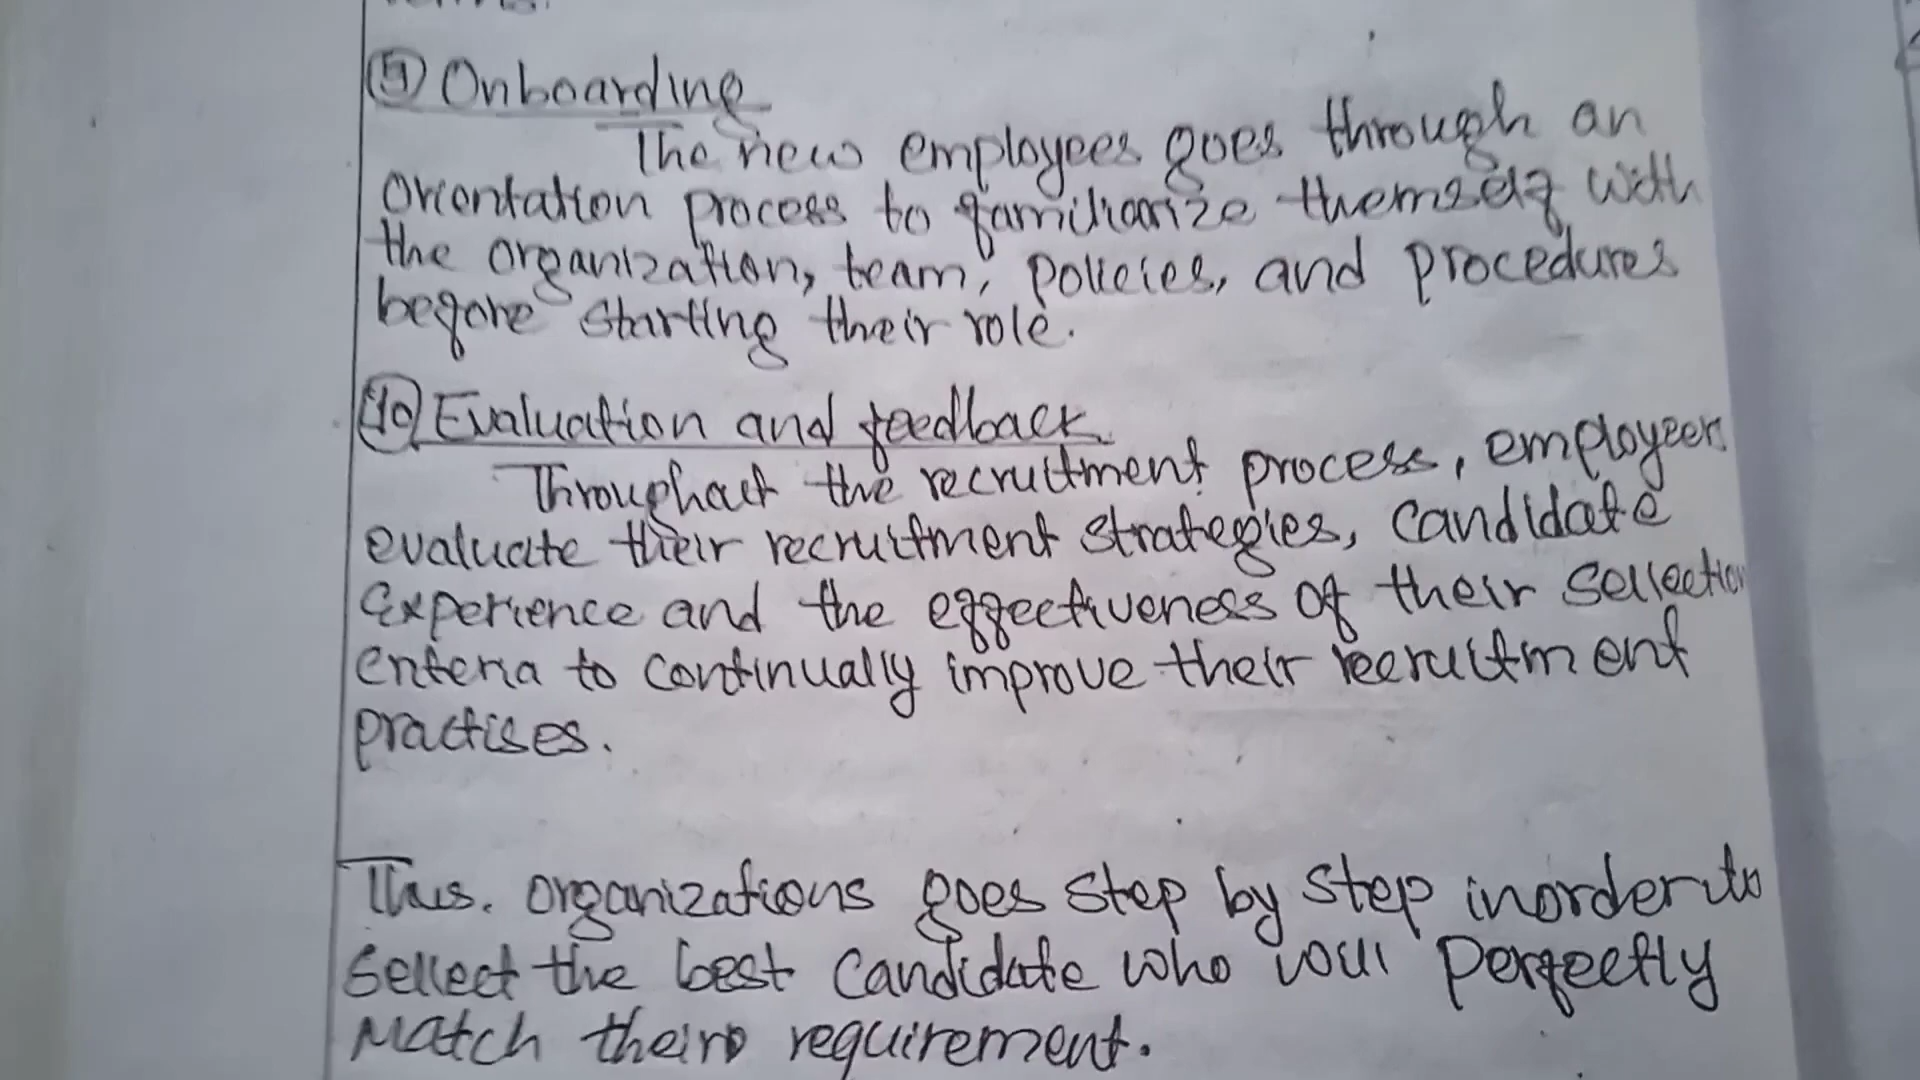 ⑨ Onboarding
The new employees goes through an
orientation process to familiarize themself with
the organization, team, policies, and procedures
before starting their role.
⑩ Evaluation and feedback
Throughout the recruitment process, employeers
evaluate their recruitment strategies, candidate
experience and the effectiveness of their sellection
criteria to continually improve their recruitment
practises.
Thus. organizations goes step by step inorder to
sellect the best candidate who will perfectly
match their requirement.